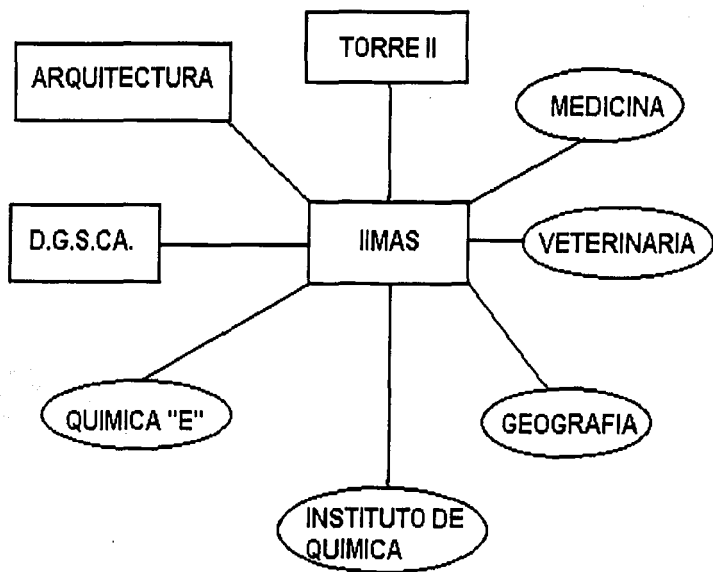 TORRE II
ARQUITECTURA
MEDICINA
D.G.S.CA.
IIMAS
VETERINARIA
QUIMICA "E"
GEOGRAFIA
INSTITUTO DE
QUIMICA